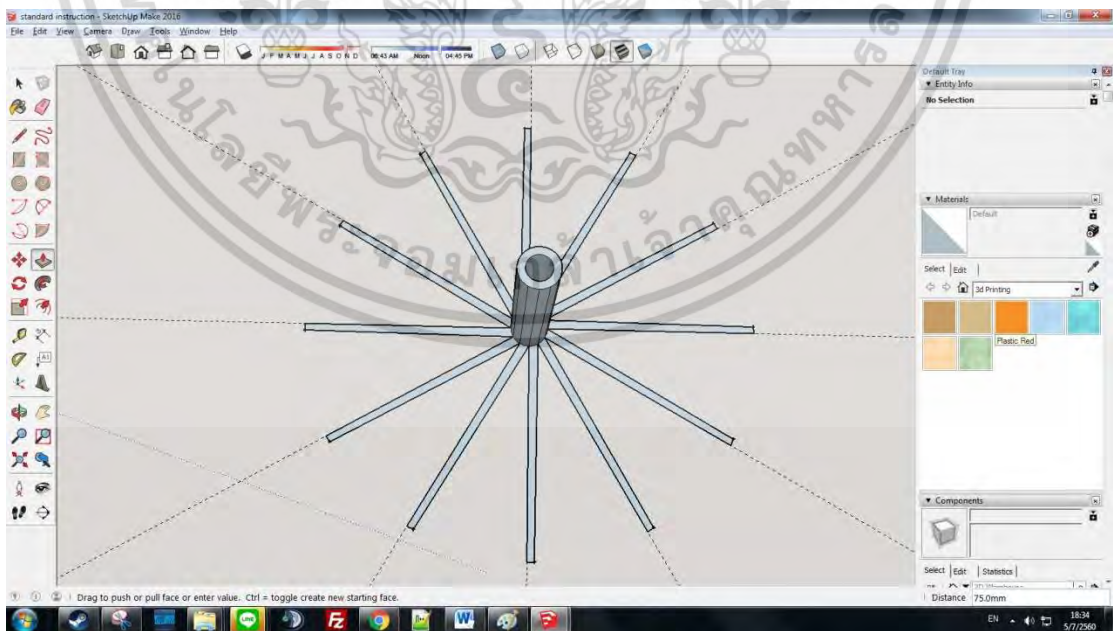 standard instruction - SketchUp Make 2016
File Edit View Camera Draw Tools Window Help
J F M A M J J A S O N D 06:43 AM Noon 04:45 PM
Default Tray
Entity Info
No Selection
Materials
Default
Select Edit
3d Printing
Plastic Red
Components
Select Edit Statistics
Drag to push or pull face or enter value. Ctrl = toggle create new starting face.
Distance 75.0mm
EN 18:34
5/7/2560